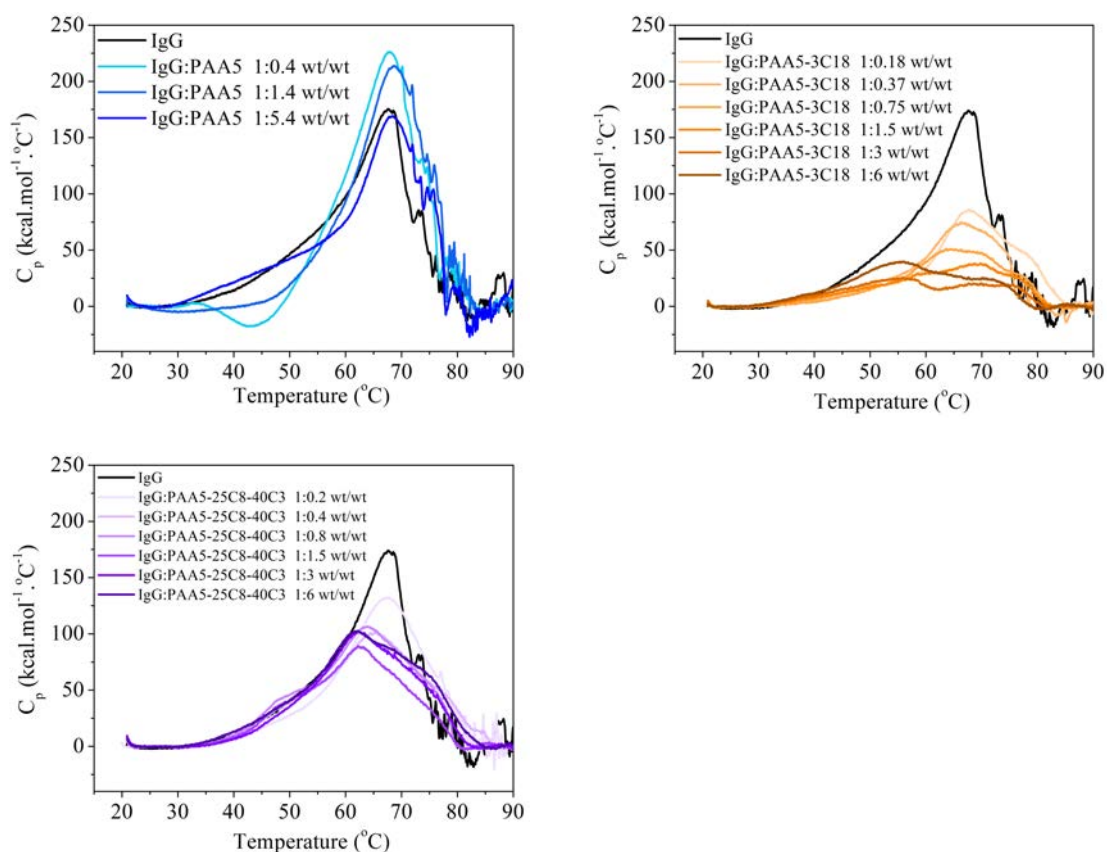 250
200
150
100
50
0
C_p (kcal.mol⁻¹.°C⁻¹)
IgG
IgG:PAA5 1:0.4 wt/wt
IgG:PAA5 1:1.4 wt/wt
IgG:PAA5 1:5.4 wt/wt
20 30 40 50 60 70 80 90
Temperature (°C)
250
200
150
100
50
0
C_p (kcal.mol⁻¹.°C⁻¹)
IgG
IgG:PAA5-3C18 1:0.18 wt/wt
IgG:PAA5-3C18 1:0.37 wt/wt
IgG:PAA5-3C18 1:0.75 wt/wt
IgG:PAA5-3C18 1:1.5 wt/wt
IgG:PAA5-3C18 1:3 wt/wt
IgG:PAA5-3C18 1:6 wt/wt
20 30 40 50 60 70 80 90
Temperature (°C)
250
200
150
100
50
0
C_p (kcal.mol⁻¹.°C⁻¹)
IgG
IgG:PAA5-25C8-40C3 1:0.2 wt/wt
IgG:PAA5-25C8-40C3 1:0.4 wt/wt
IgG:PAA5-25C8-40C3 1:0.8 wt/wt
IgG:PAA5-25C8-40C3 1:1.5 wt/wt
IgG:PAA5-25C8-40C3 1:3 wt/wt
IgG:PAA5-25C8-40C3 1:6 wt/wt
20 30 40 50 60 70 80 90
Temperature (°C)